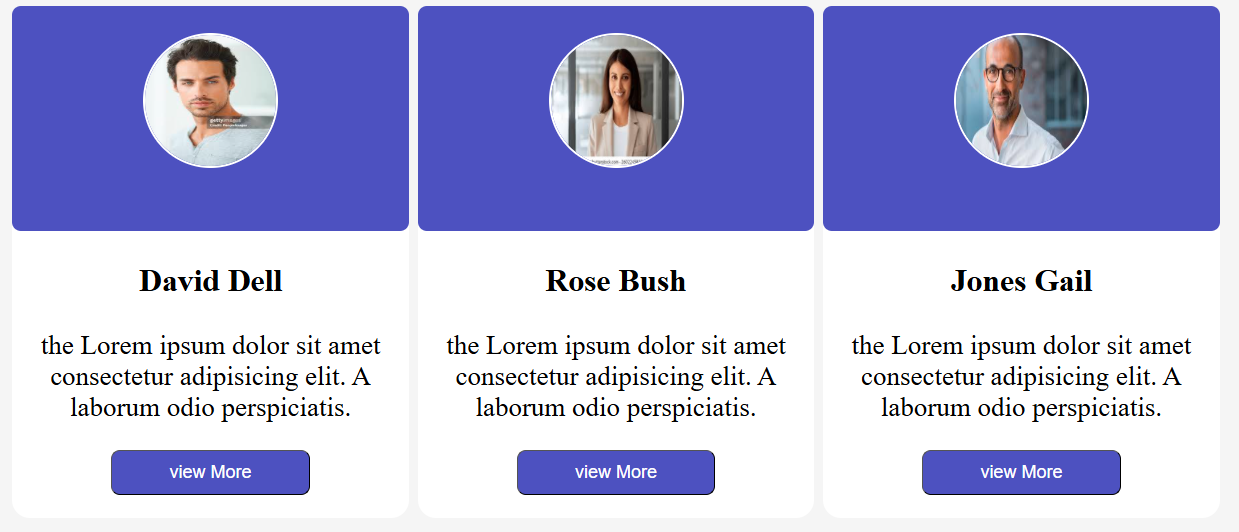 gettyimages
David Dell
the Lorem ipsum dolor sit amet
consectetur adipisicing elit. A
laborum odio perspiciatis.
view More
Rose Bush
the Lorem ipsum dolor sit amet
consectetur adipisicing elit. A
laborum odio perspiciatis.
view More
Jones Gail
the Lorem ipsum dolor sit amet
consectetur adipisicing elit. A
laborum odio perspiciatis.
view More